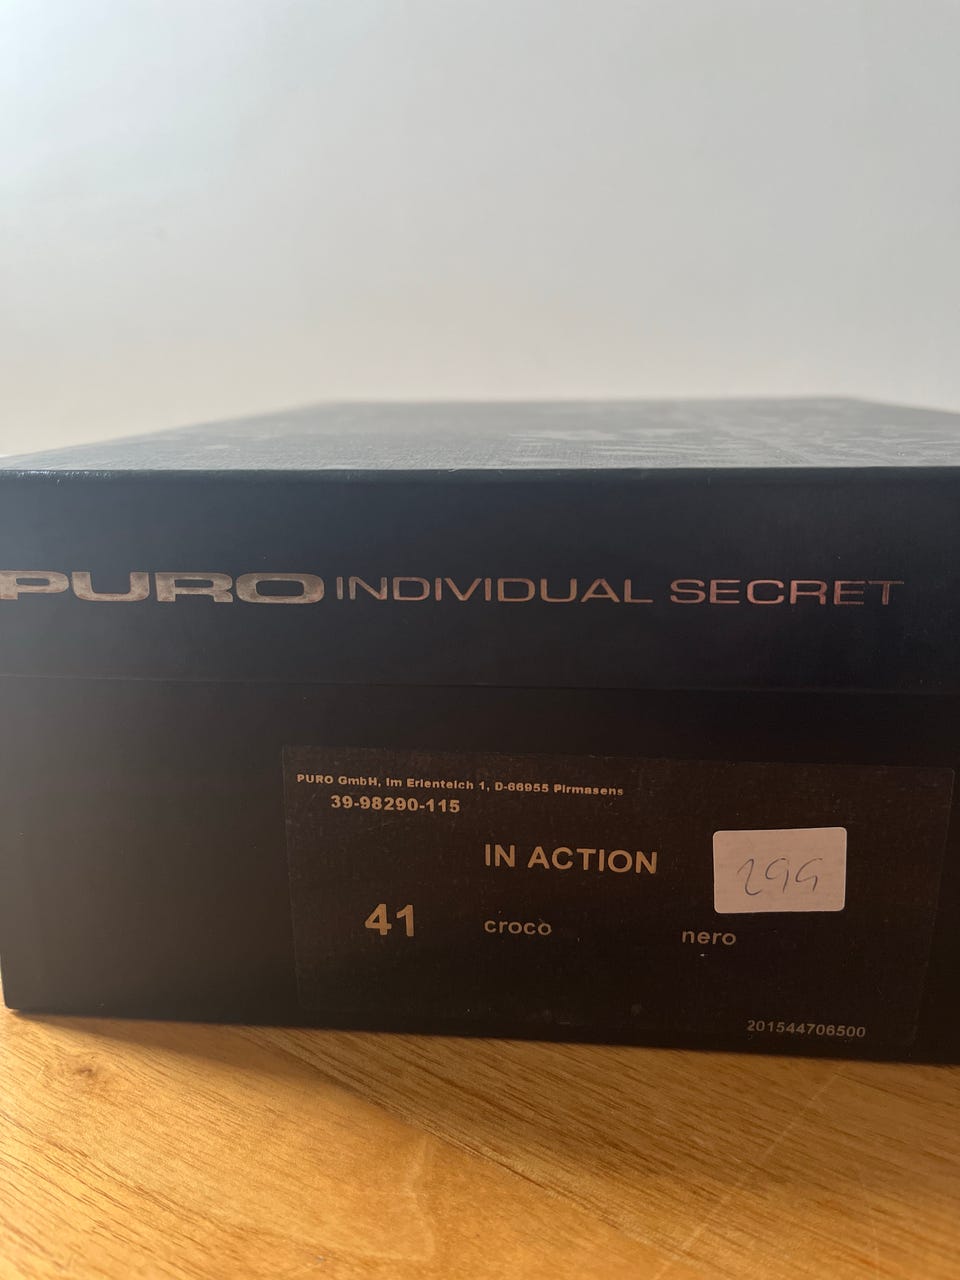 PURO INDIVIDUAL SECRET
PURO GmbH, Im Erlenteich 1, D-66955 Pirmasens
39-98290-115
IN ACTION
299
41 croco nero
201544706500